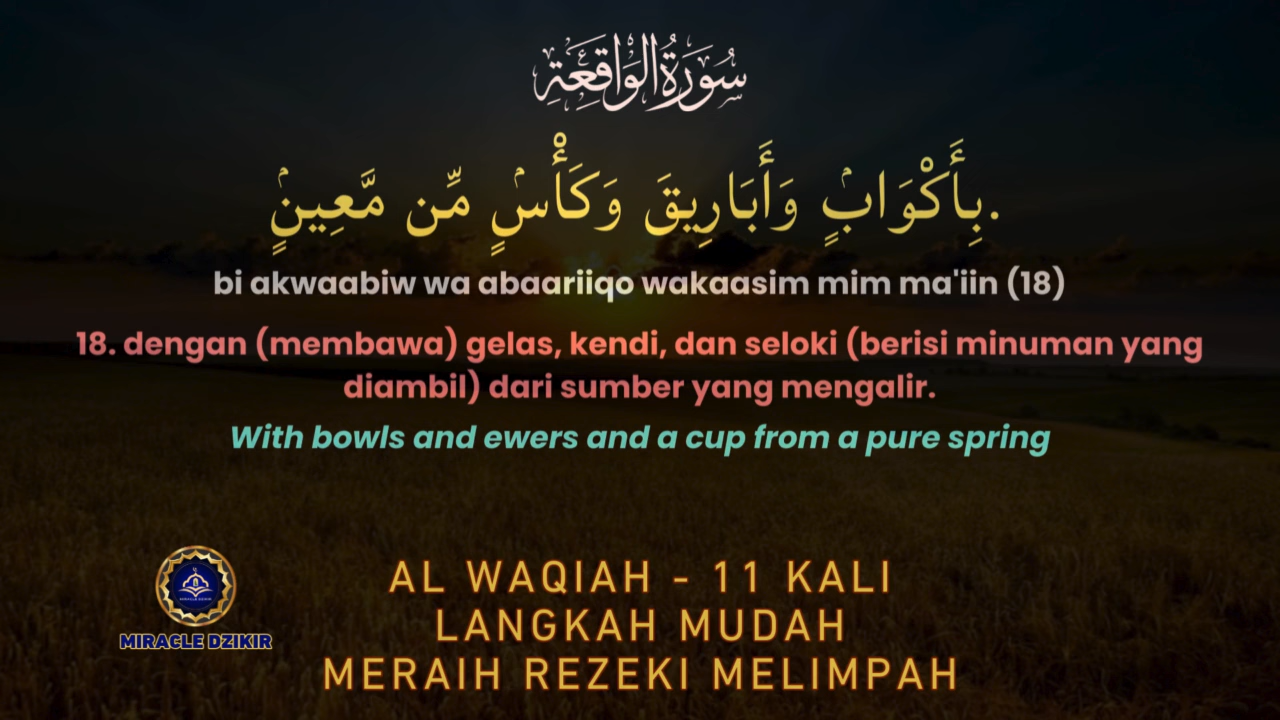 سُورَةُ الوَاقِعَةِ
بِأَكْوَابٍۢ وَأَبَارِيقَ وَكَأْسٍۢ مِّن مَّعِينٍۢ.
bi akwaabiw wa abaariiqo wakaasim mim ma'iin (18)
18. dengan (membawa) gelas, kendi, dan seloki (berisi minuman yang
diambil) dari sumber yang mengalir.
With bowls and ewers and a cup from a pure spring
MIRACLE DZIKIR
MIRACLE DZIKIR
AL WAQIAH - 11 KALI
LANGKAH MUDAH
MERAIH REZEKI MELIMPAH